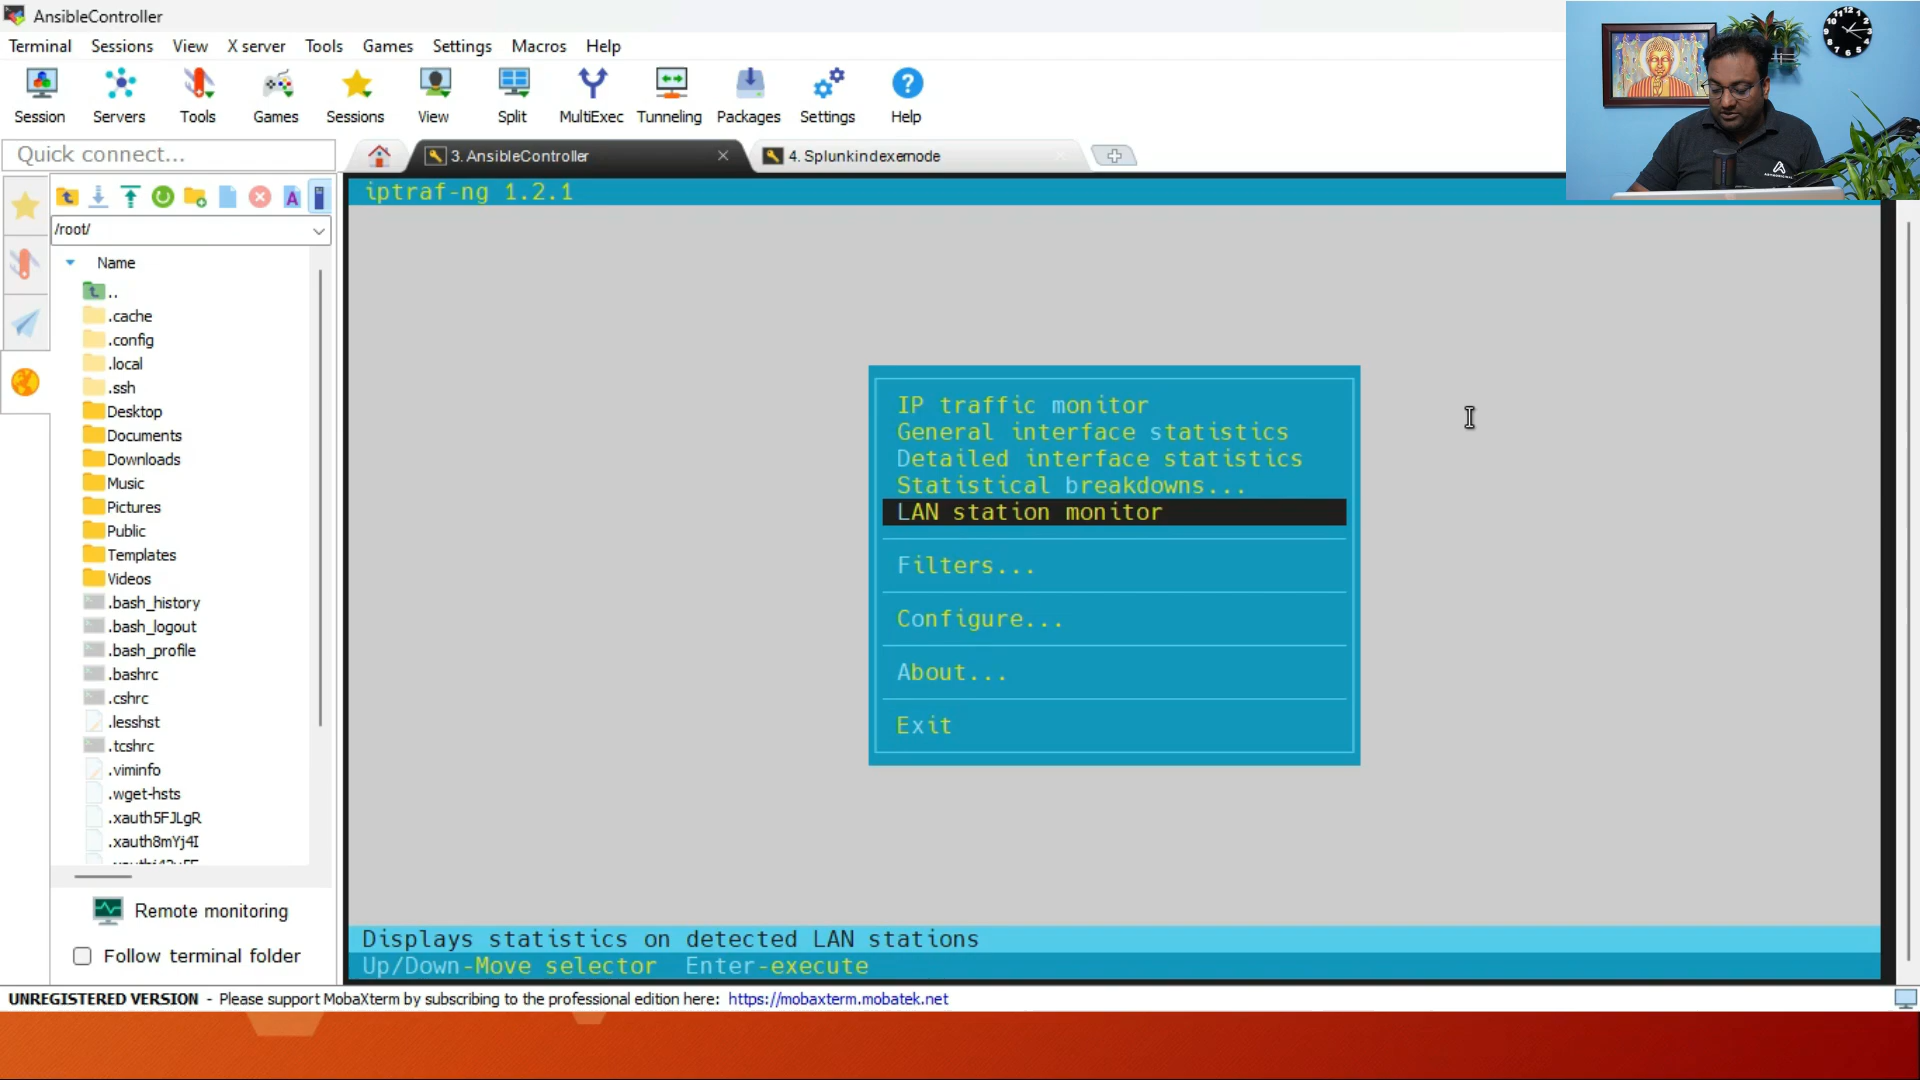 AnsibleController
Terminal Sessions View X server Tools Games Settings Macros Help
Session Servers Tools Games Sessions View Split MultiExec Tunneling Packages Settings Help
Quick connect...
3. AnsibleController
4. Splunkindexemode
/root/
Name
..
.cache
.config
.local
.ssh
Desktop
Documents
Downloads
Music
Pictures
Public
Templates
Videos
.bash_history
.bash_logout
.bash_profile
.bashrc
.cshrc
.lesshst
.tcshrc
.viminfo
.wget-hsts
.xauth5FJLgR
.xauth8mYj4I
Remote monitoring
Follow terminal folder
iptraf-ng 1.2.1
IP traffic monitor
General interface statistics
Detailed interface statistics
Statistical breakdowns...
LAN station monitor
Filters...
Configure...
About...
Exit
Displays statistics on detected LAN stations
Up/Down-Move selector Enter-execute
UNREGISTERED VERSION - Please support MobaXterm by subscribing to the professional edition here: https://mobaxterm.mobatek.net